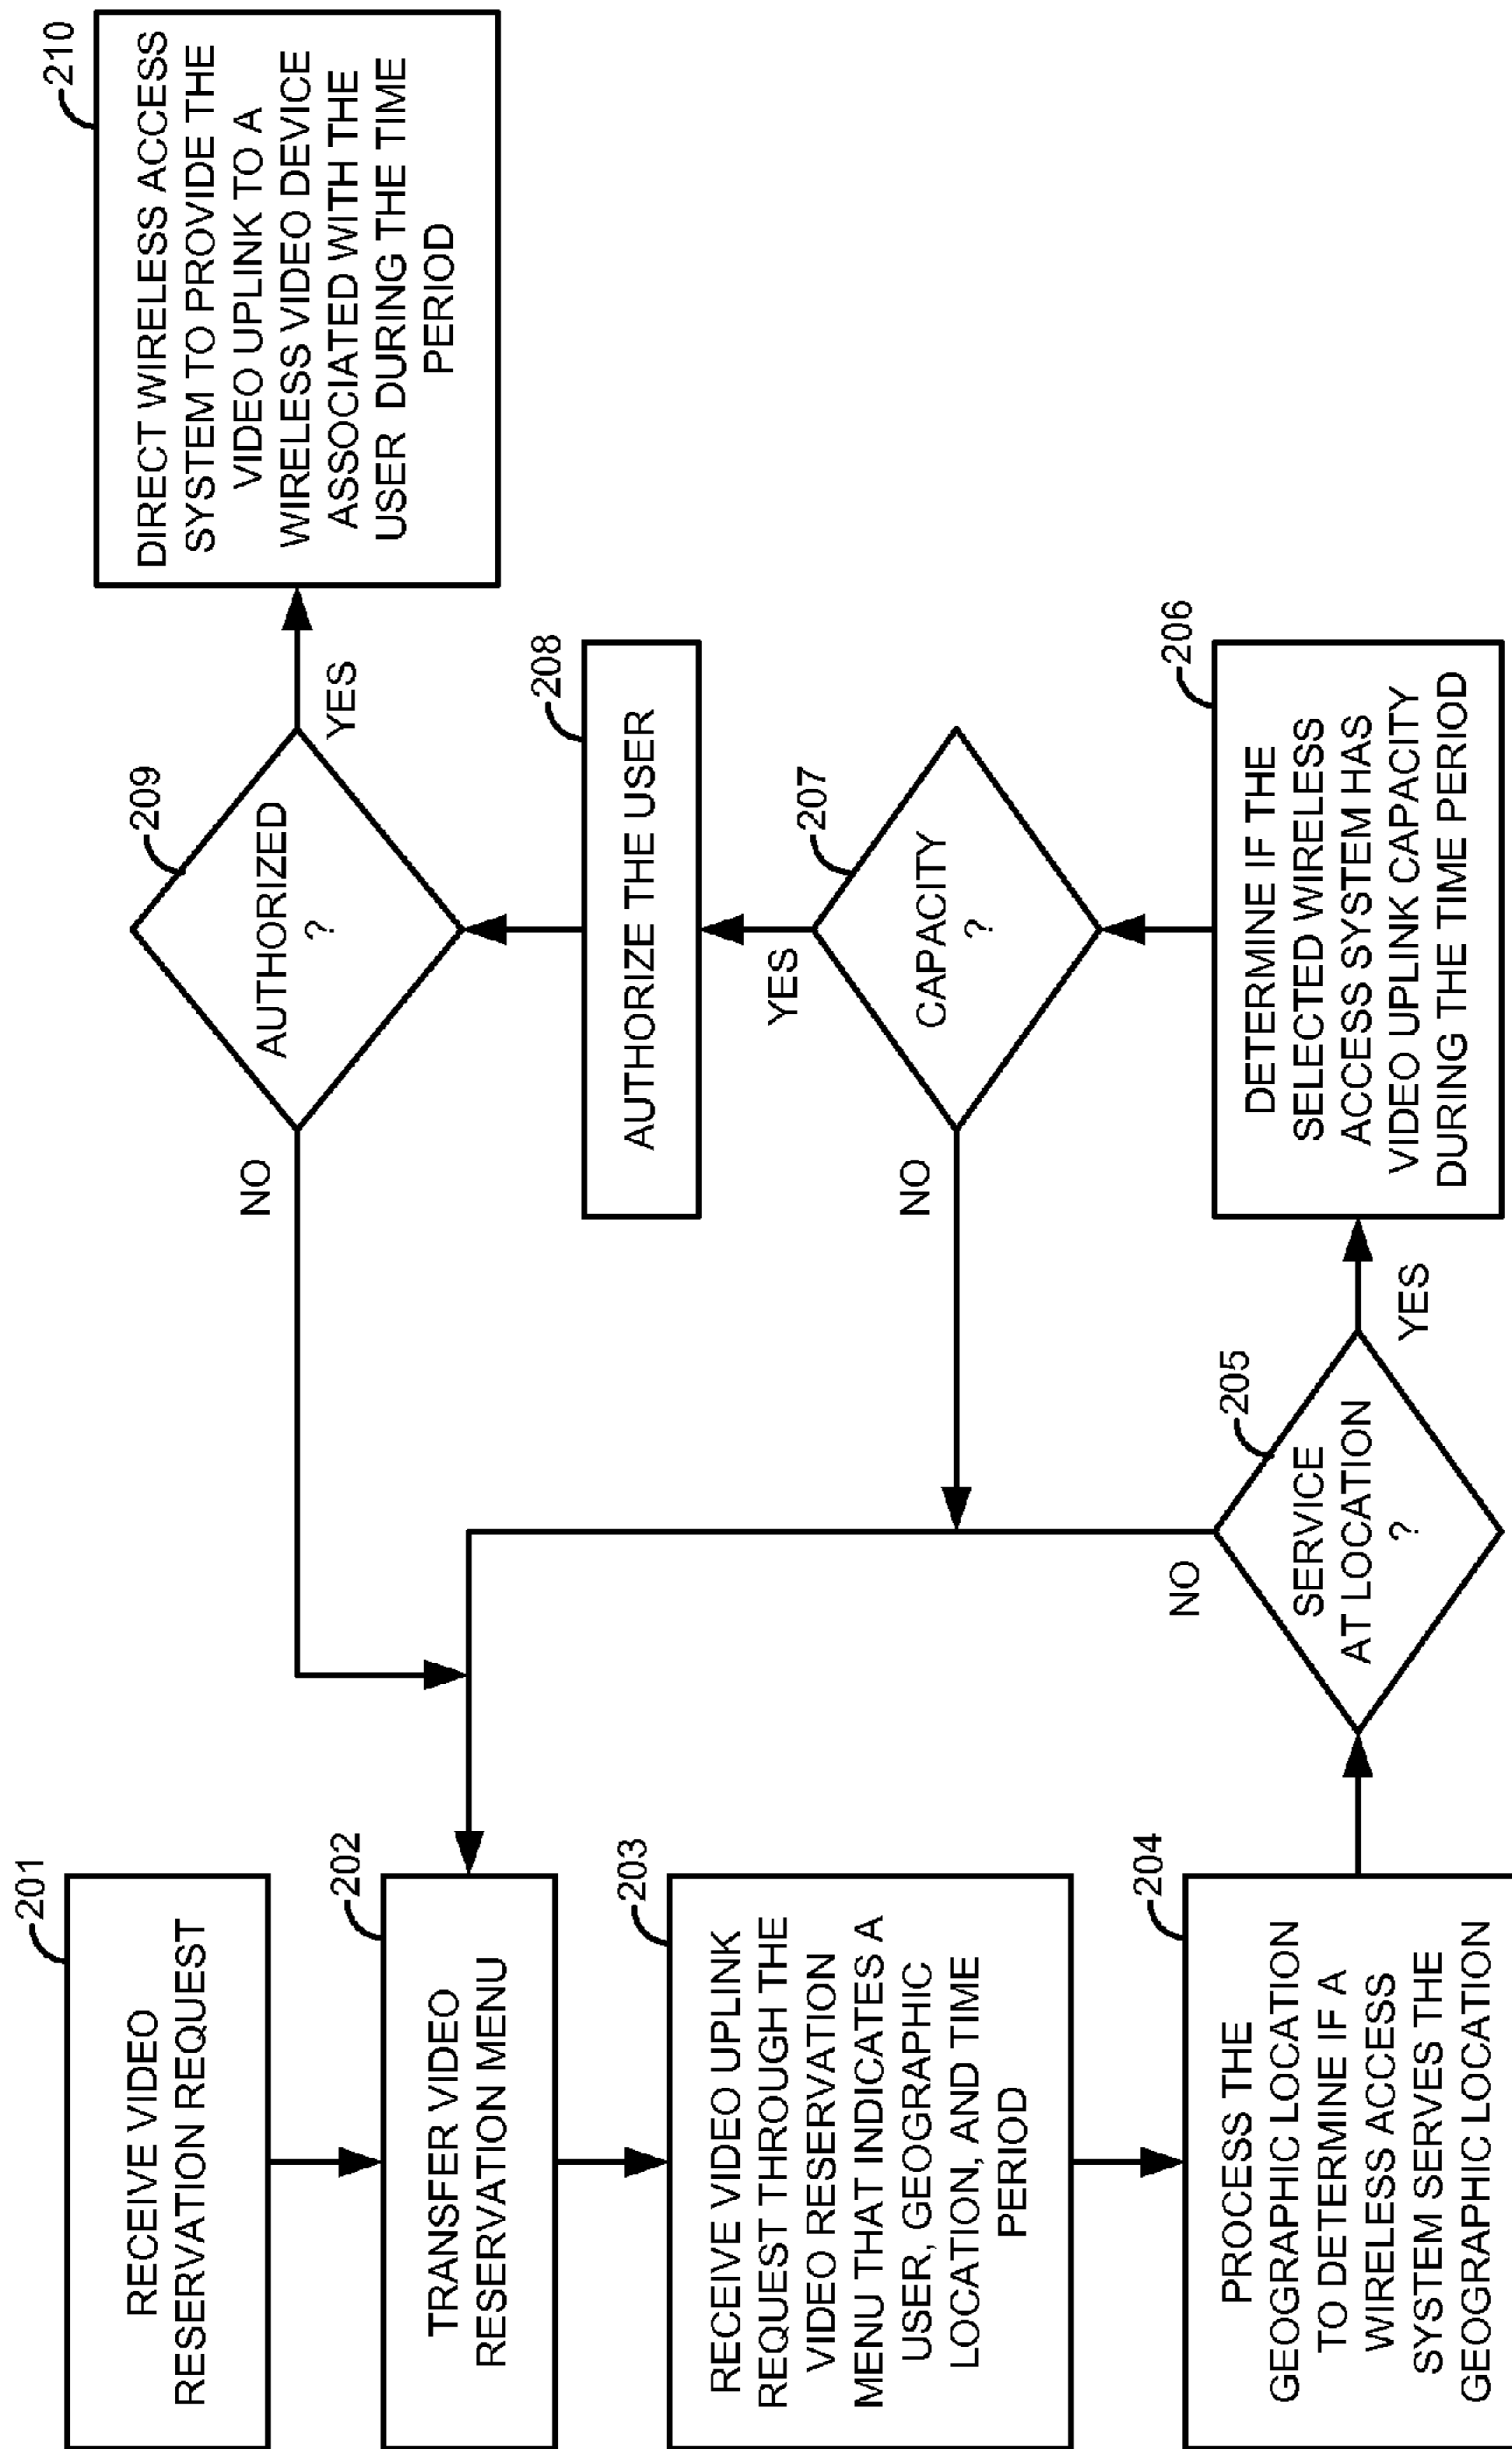 201
RECEIVE VIDEO
RESERVATION REQUEST
202
TRANSFER VIDEO
RESERVATION MENU
203
RECEIVE VIDEO UPLINK
REQUEST THROUGH THE
VIDEO RESERVATION
MENU THAT INDICATES A
USER, GEOGRAPHIC
LOCATION, AND TIME
PERIOD
204
PROCESS THE
GEOGRAPHIC LOCATION
TO DETERMINE IF A
WIRELESS ACCESS
SYSTEM SERVES THE
GEOGRAPHIC LOCATION
205
SERVICE
AT LOCATION
?
NO
YES
206
DETERMINE IF THE
SELECTED WIRELESS
ACCESS SYSTEM HAS
VIDEO UPLINK CAPACITY
DURING THE TIME PERIOD
207
CAPACITY
?
NO
YES
208
AUTHORIZE THE USER
209
AUTHORIZED
?
NO
YES
210
DIRECT WIRELESS ACCESS
SYSTEM TO PROVIDE THE
VIDEO UPLINK TO A
WIRELESS VIDEO DEVICE
ASSOCIATED WITH THE
USER DURING THE TIME
PERIOD